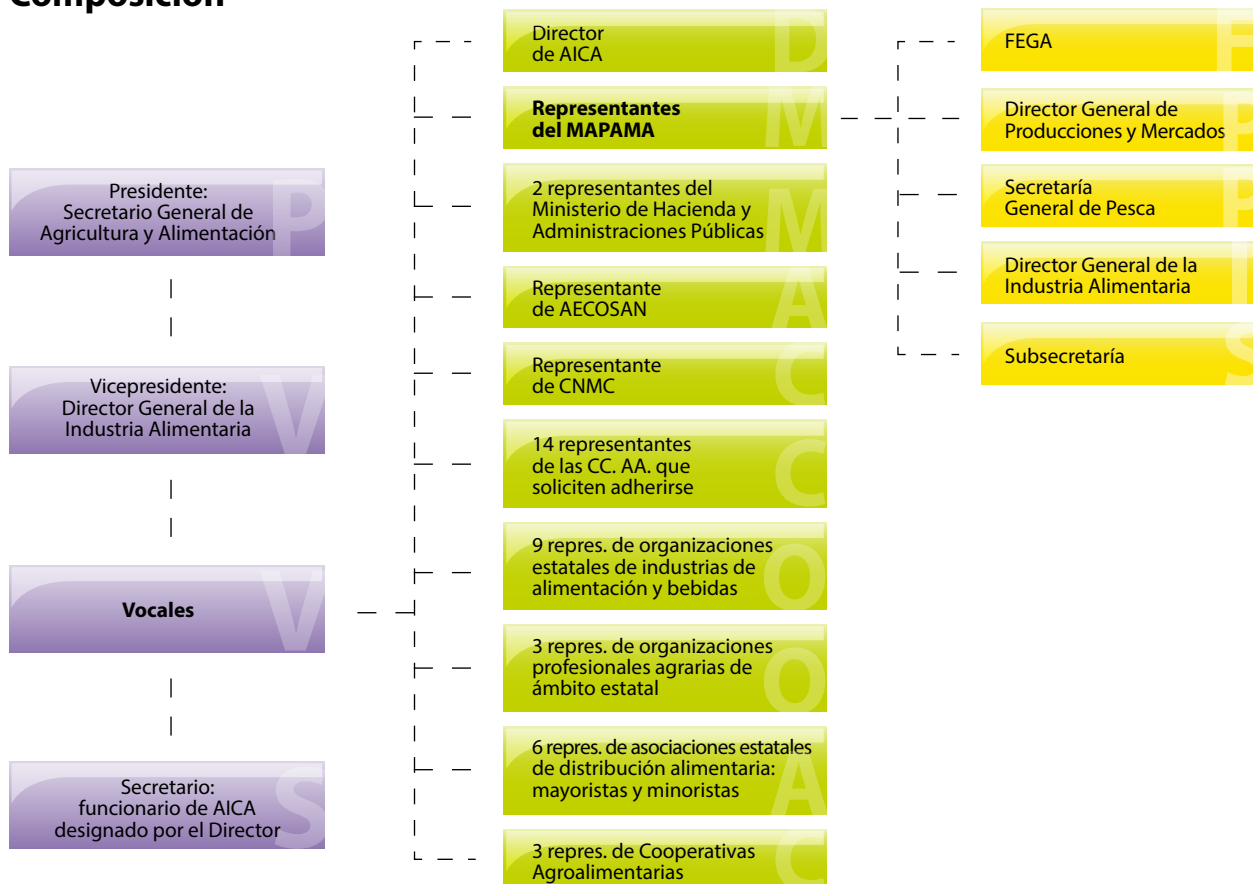 Composición
Presidente:
Secretario General de
Agricultura y Alimentación
Vicepresidente:
Director General de la
Industria Alimentaria
Vocales
Secretario:
funcionario de AICA
designado por el Director
Director
de AICA
Representantes
del MAPAMA
2 representantes del
Ministerio de Hacienda y
Administraciones Públicas
Representante
de AECOSAN
Representante
de CNMC
14 representantes
de las CC. AA. que
soliciten adherirse
9 repres. de organizaciones
estatales de industrias de
alimentación y bebidas
3 repres. de organizaciones
profesionales agrarias de
ámbito estatal
6 repres. de asociaciones estatales
de distribución alimentaria:
mayoristas y minoristas
3 repres. de Cooperativas
Agroalimentarias
FEGA
Director General de
Producciones y Mercados
Secretaría
General de Pesca
Director General de la
Industria Alimentaria
Subsecretaría